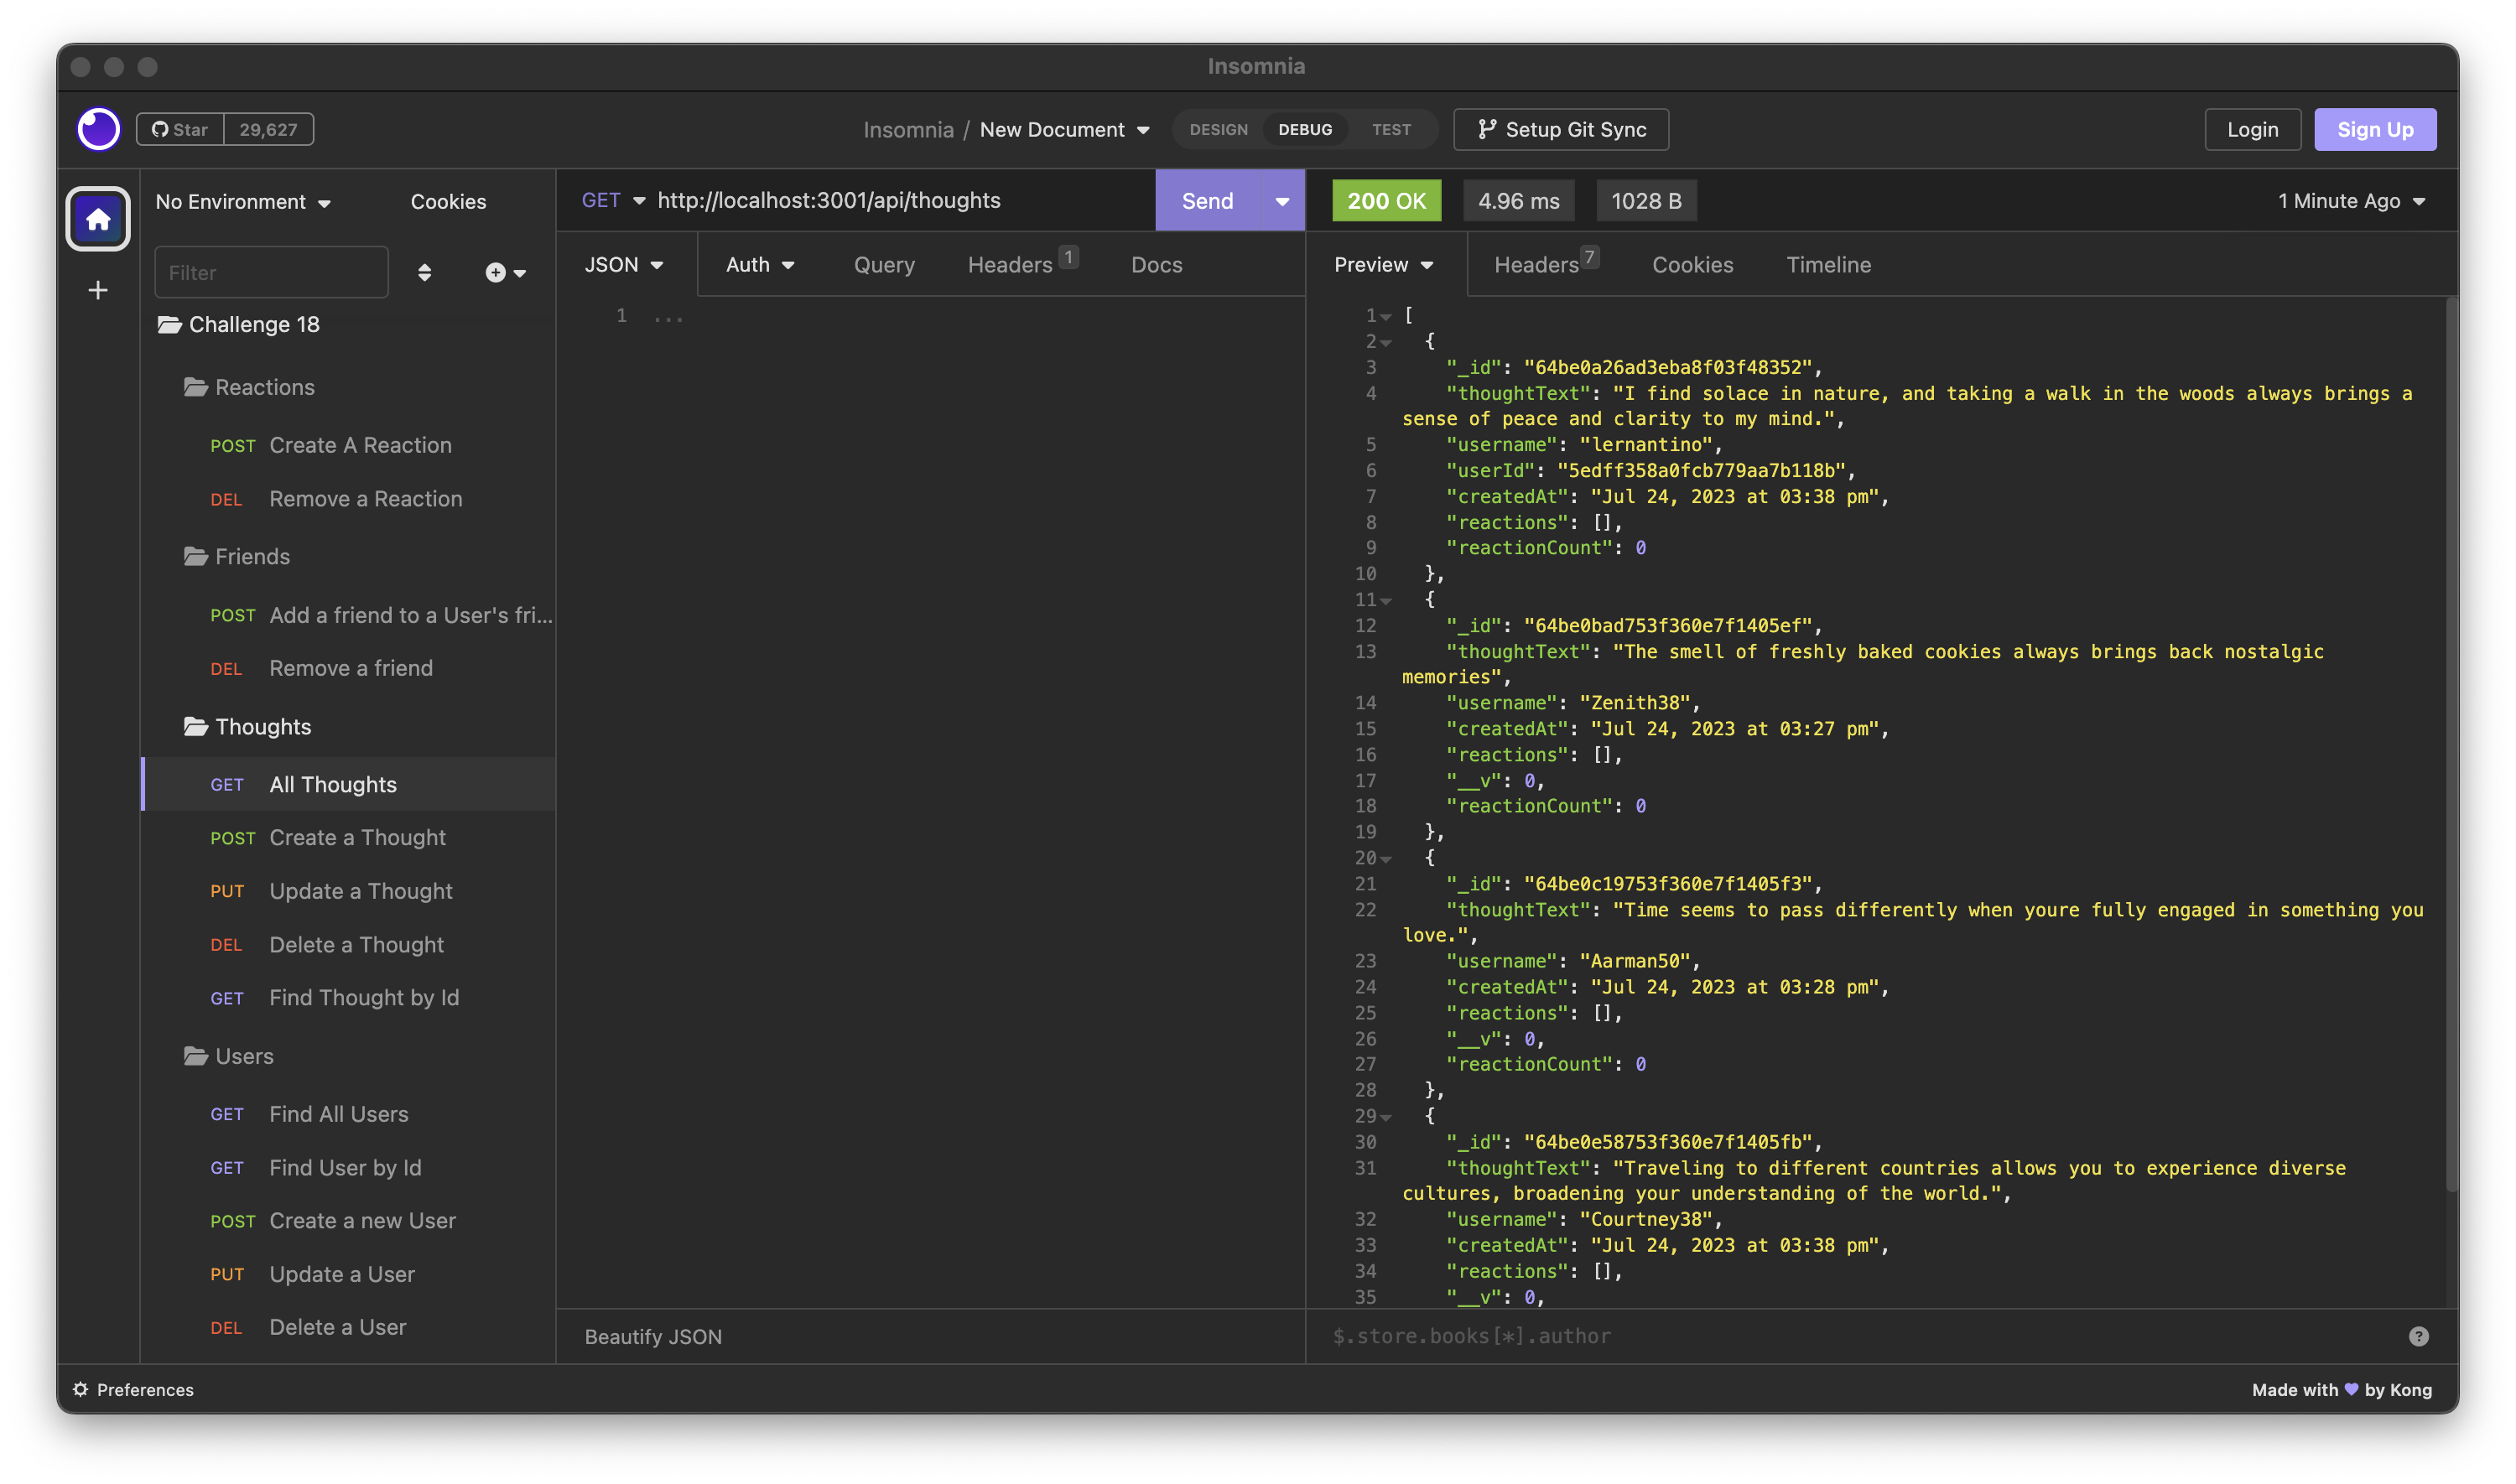 Insomnia
Star 29,627
Insomnia / New Document
DESIGN DEBUG TEST
Setup Git Sync
Login
Sign Up
No Environment
Cookies
Filter
Challenge 18
Reactions
POST Create A Reaction
DEL Remove a Reaction
Friends
POST Add a friend to a User's fri...
DEL Remove a friend
Thoughts
GET All Thoughts
POST Create a Thought
PUT Update a Thought
DEL Delete a Thought
GET Find Thought by Id
Users
GET Find All Users
GET Find User by Id
POST Create a new User
PUT Update a User
DEL Delete a User
GET http://localhost:3001/api/thoughts
Send
JSON Auth Query Headers 1 Docs
1 ...
Beautify JSON
200 OK 4.96 ms 1028 B
1 Minute Ago
Preview Headers 7 Cookies Timeline
1 [
2 {
3 "_id": "64be0a26ad3eba8f03f48352",
4 "thoughtText": "I find solace in nature, and taking a walk in the woods always brings a
sense of peace and clarity to my mind.",
5 "username": "lernantino",
6 "userId": "5edff358a0fcb779aa7b118b",
7 "createdAt": "Jul 24, 2023 at 03:38 pm",
8 "reactions": [],
9 "reactionCount": 0
10 },
11 {
12 "_id": "64be0bad753f360e7f1405ef",
13 "thoughtText": "The smell of freshly baked cookies always brings back nostalgic
memories",
14 "username": "Zenith38",
15 "createdAt": "Jul 24, 2023 at 03:27 pm",
16 "reactions": [],
17 "__v": 0,
18 "reactionCount": 0
19 },
20 {
21 "_id": "64be0c19753f360e7f1405f3",
22 "thoughtText": "Time seems to pass differently when youre fully engaged in something you
love.",
23 "username": "Aarman50",
24 "createdAt": "Jul 24, 2023 at 03:28 pm",
25 "reactions": [],
26 "__v": 0,
27 "reactionCount": 0
28 },
29 {
30 "_id": "64be0e58753f360e7f1405fb",
31 "thoughtText": "Traveling to different countries allows you to experience diverse
cultures, broadening your understanding of the world.",
32 "username": "Courtney38",
33 "createdAt": "Jul 24, 2023 at 03:38 pm",
34 "reactions": [],
35 "__v": 0,
$.store.books[*].author
?
Preferences
Made with by Kong